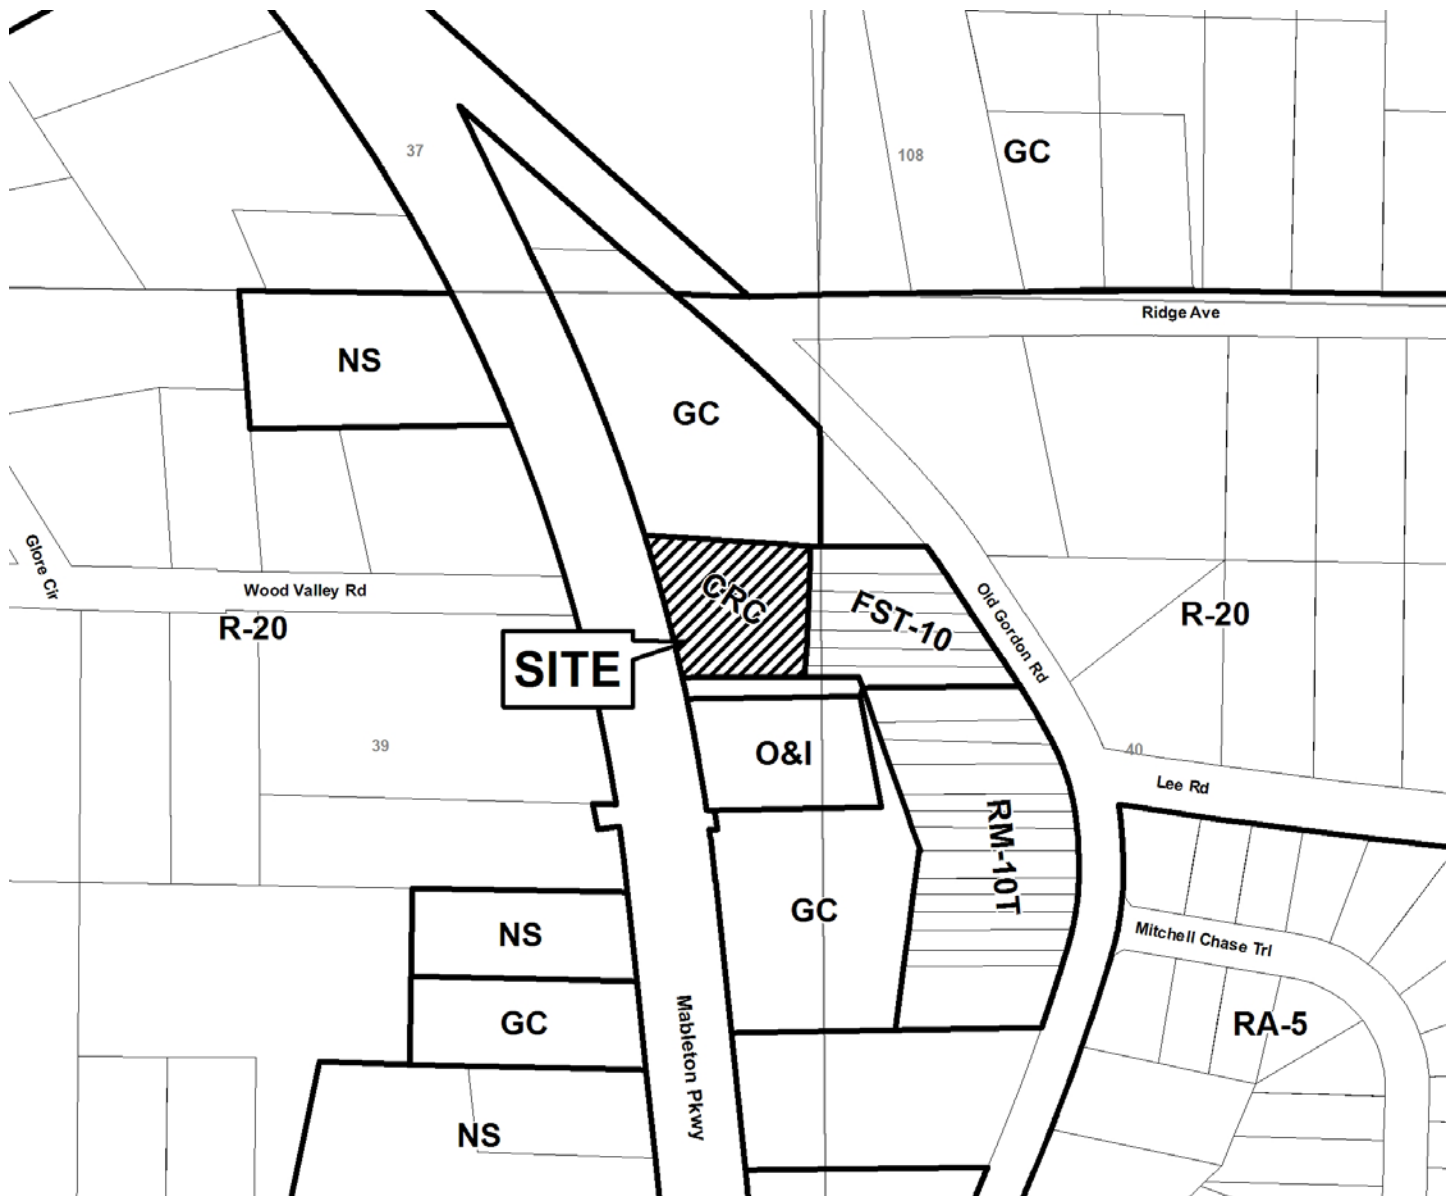 37
108
GC
Ridge Ave
NS
GC
Glore Cir
Wood Valley Rd
R-20
CRC
FST-10
Old Gordon Rd
R-20
SITE
39
O&I
40
Lee Rd
RM-10T
NS
GC
Mitchell Chase Trl
GC
Mableton Pkwy
RA-5
NS